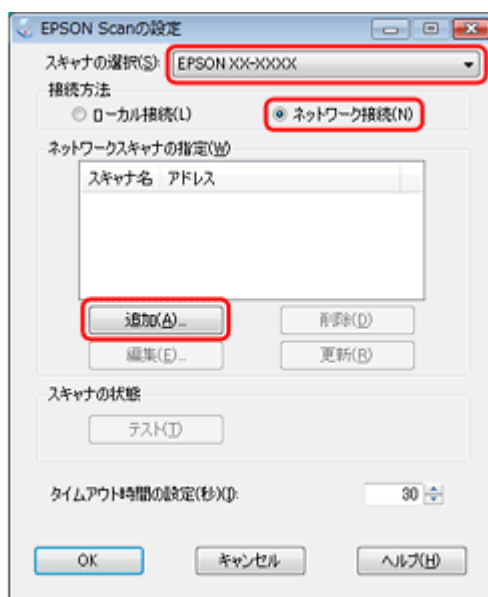 EPSON Scanの設定
スキャナの選択(S): EPSON XX-XXXX
接続方法
ローカル接続(L) ネットワーク接続(N)
ネットワークスキャナの指定(W)
スキャナ名 アドレス
追加(A)... 削除(D)
編集(E)... 更新(R)
スキャナの状態
テスト(T)
タイムアウト時間の設定(秒)(I): 30
OK キャンセル ヘルプ(H)